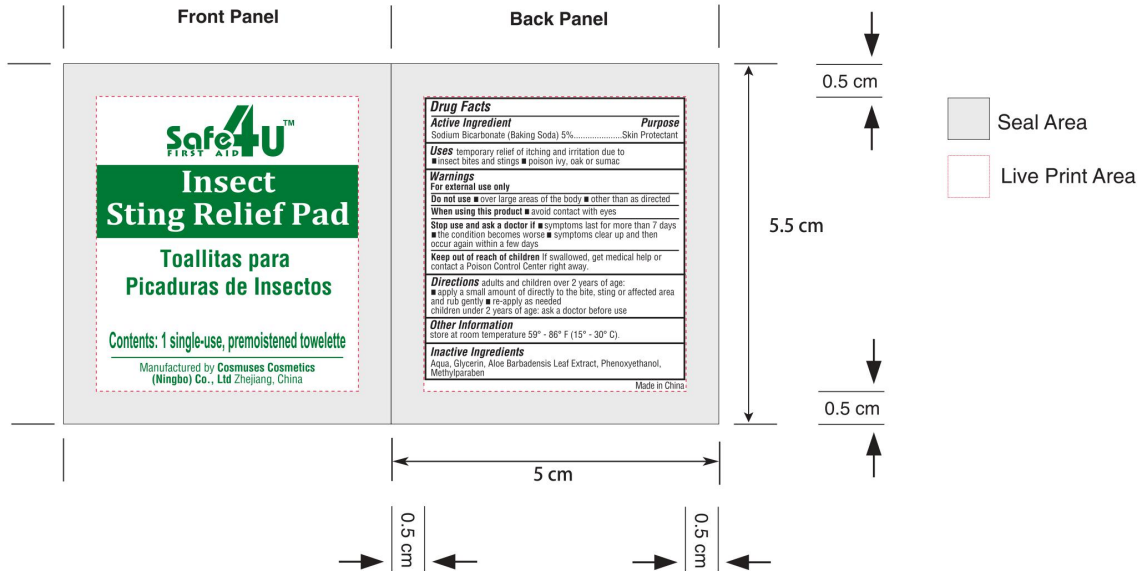 Front Panel
Back Panel
Safe4U™
FIRST AID
Insect
Sting Relief Pad
Toallitas para
Picaduras de Insectos
Contents: 1 single-use, premoistened towelette
Manufactured by Cosmuses Cosmetics
(Ningbo) Co., Ltd Zhejiang, China
Drug Facts
Active Ingredient Purpose
Sodium Bicarbonate (Baking Soda) 5%.....................Skin Protectant
Uses temporary relief of itching and irritation due to
■ insect bites and stings ■ poison ivy, oak or sumac
Warnings
For external use only
Do not use ■ over large areas of the body ■ other than as directed
When using this product ■ avoid contact with eyes
Stop use and ask a doctor if ■ symptoms last for more than 7 days
■ the condition becomes worse ■ symptoms clear up and then
occur again within a few days
Keep out of reach of children If swallowed, get medical help or
contact a Poison Control Center right away.
Directions adults and children over 2 years of age:
■ apply a small amount of directly to the bite, sting or affected area
and rub gently ■ re-apply as needed
children under 2 years of age: ask a doctor before use
Other Information
store at room temperature 59° - 86° F (15° - 30° C).
Inactive Ingredients
Aqua, Glycerin, Aloe Barbadensis Leaf Extract, Phenoxyethanol,
Methylparaben
Made in China
0.5 cm
5.5 cm
0.5 cm
5 cm
0.5 cm
0.5 cm
Seal Area
Live Print Area